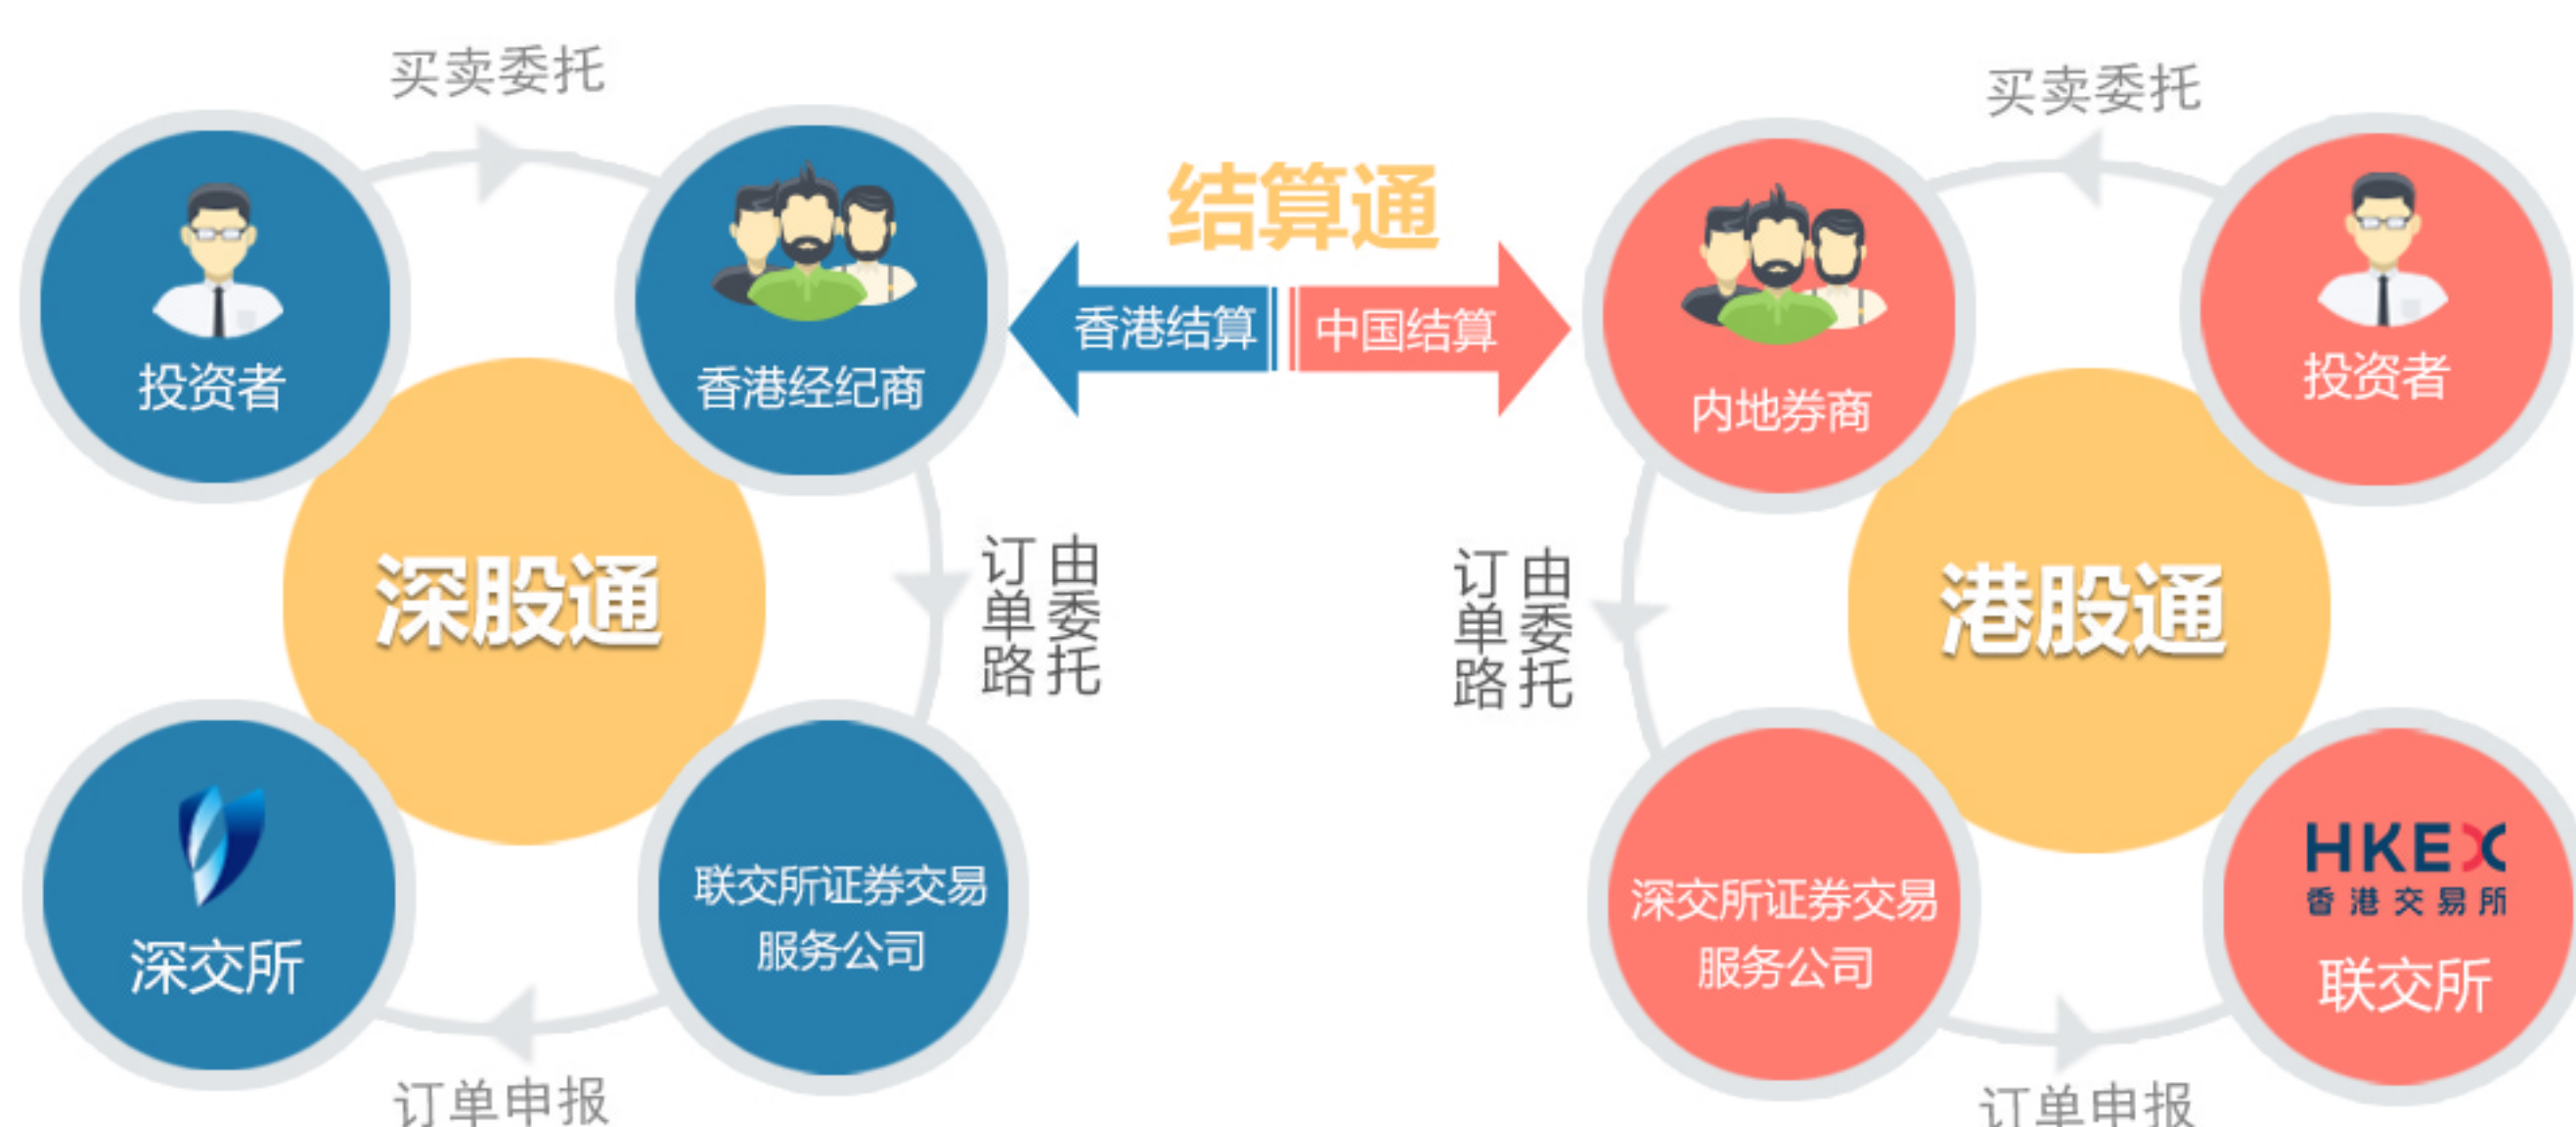 买卖委托
投资者
香港经纪商
深股通
订单路
由委托
深交所
联交所证券交易
服务公司
订单申报
结算通
香港结算
中国结算
买卖委托
内地券商
投资者
港股通
订单路
由委托
深交所证券交易
服务公司
HKEX
香港交易所
联交所
订单申报